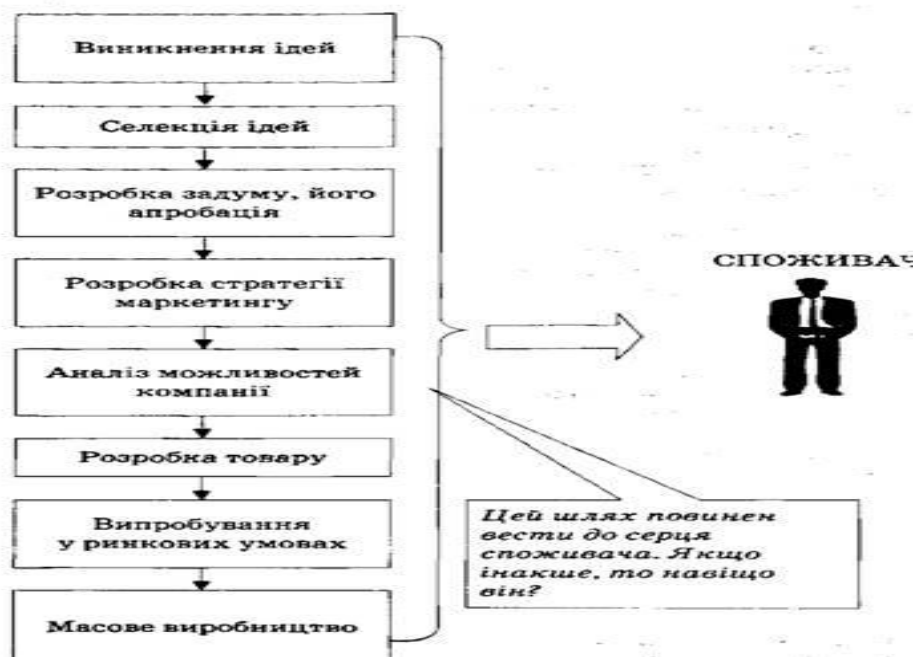 Виникнення ідей
Селекція ідей
Розробка задуму, його
апробація
Розробка стратегії
маркетингу
Аналіз можливостей
компанії
Розробка товару
Випробування
у ринкових умовах
Масове виробництво
СПОЖИВАЧ
Цей шлях повинен
вести до серця
споживача. Якщо
інакше, то навіщо
він?